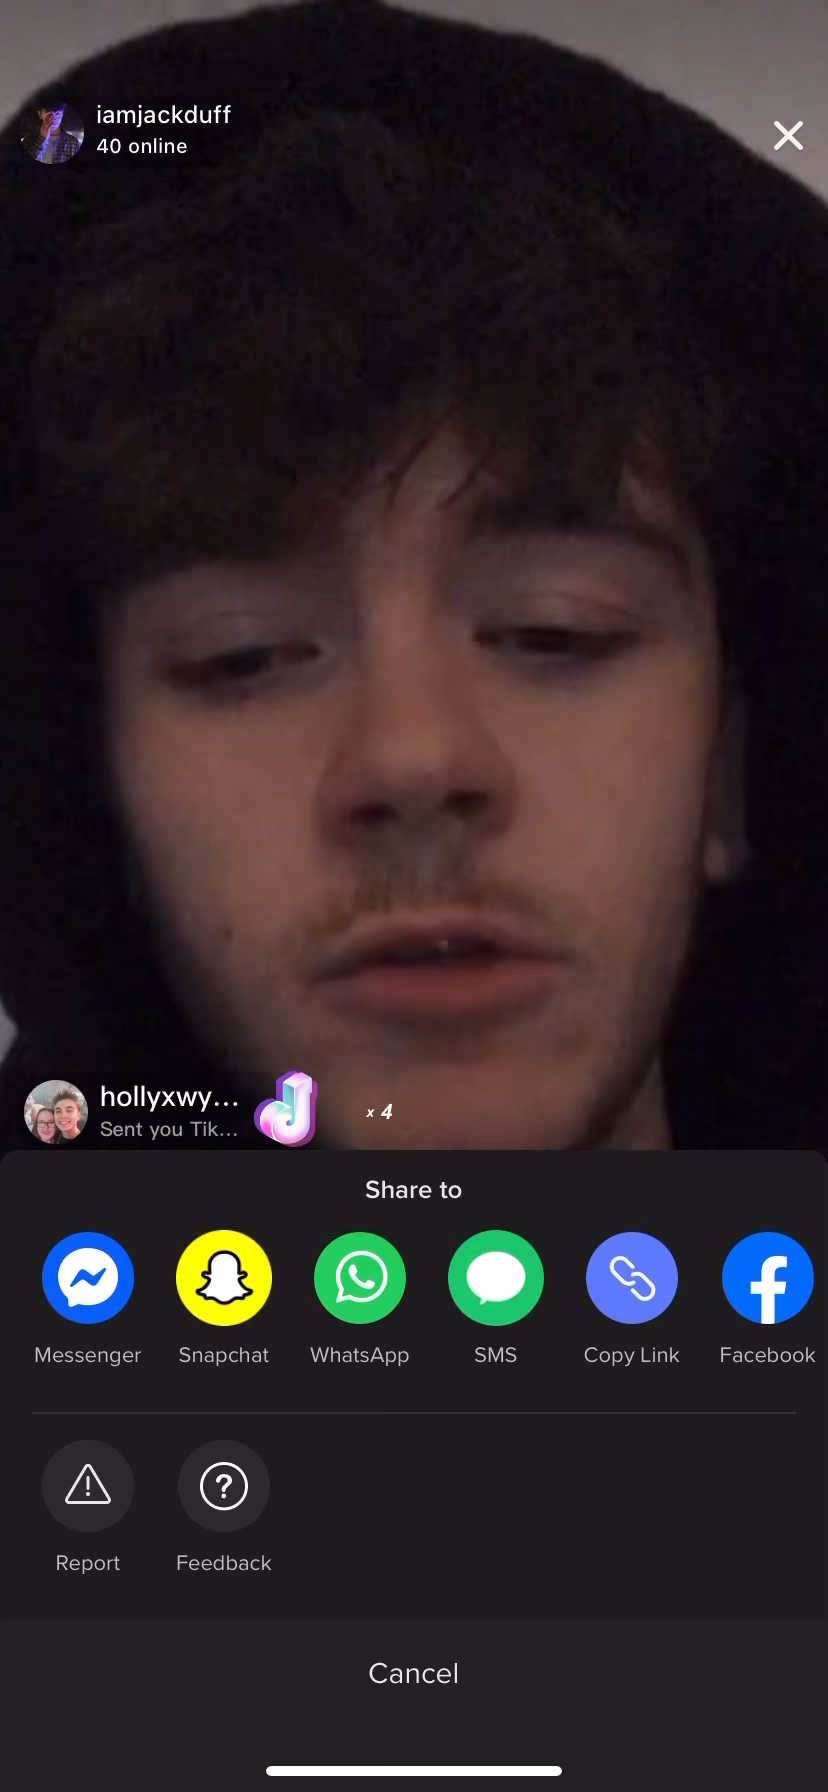 iamjackduff
40 online
hollyxwy...
Sent you Tik...
x 4
Share to
Messenger
Snapchat
WhatsApp
SMS
Copy Link
Facebook
Report
Feedback
Cancel